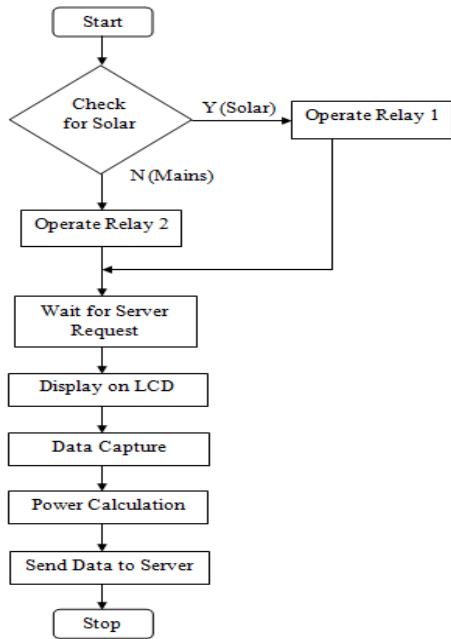 Start
Check
for Solar
Y (Solar)
Operate Relay 1
N (Mains)
Operate Relay 2
Wait for Server
Request
Display on LCD
Data Capture
Power Calculation
Send Data to Server
Stop